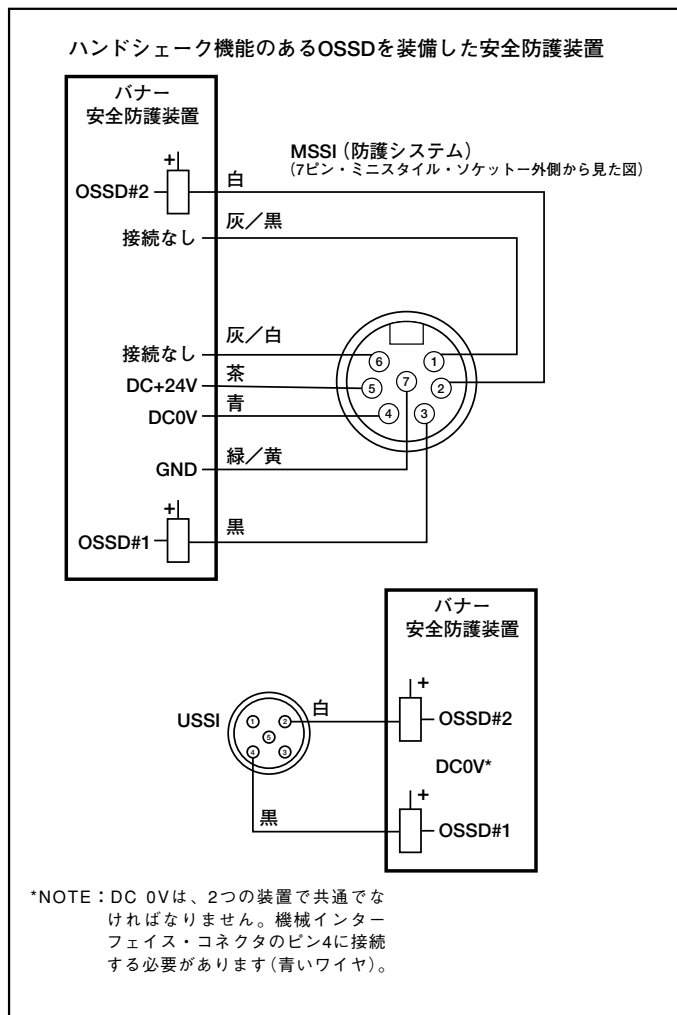 ハンドシェーク機能のあるOSSDを装備した安全防護装置
バナー
安全防護装置
MSSI（防護システム）
（7ピン・ミニスタイル・ソケットー外側から見た図）
+
OSSD#2
白
接続なし
灰／黒
接続なし
灰／白
DC+24V
茶
DC0V
青
GND
緑／黄
+
OSSD#1
黒
6
1
5
7
2
4
3
バナー
安全防護装置
USSI
白
+
OSSD#2
1
2
5
4
3
DC0V*
+
OSSD#1
黒
*NOTE：DC 0Vは、2つの装置で共通でな
ければなりません。機械インター
フェイス・コネクタのピン4に接続
する必要があります（青いワイヤ）。